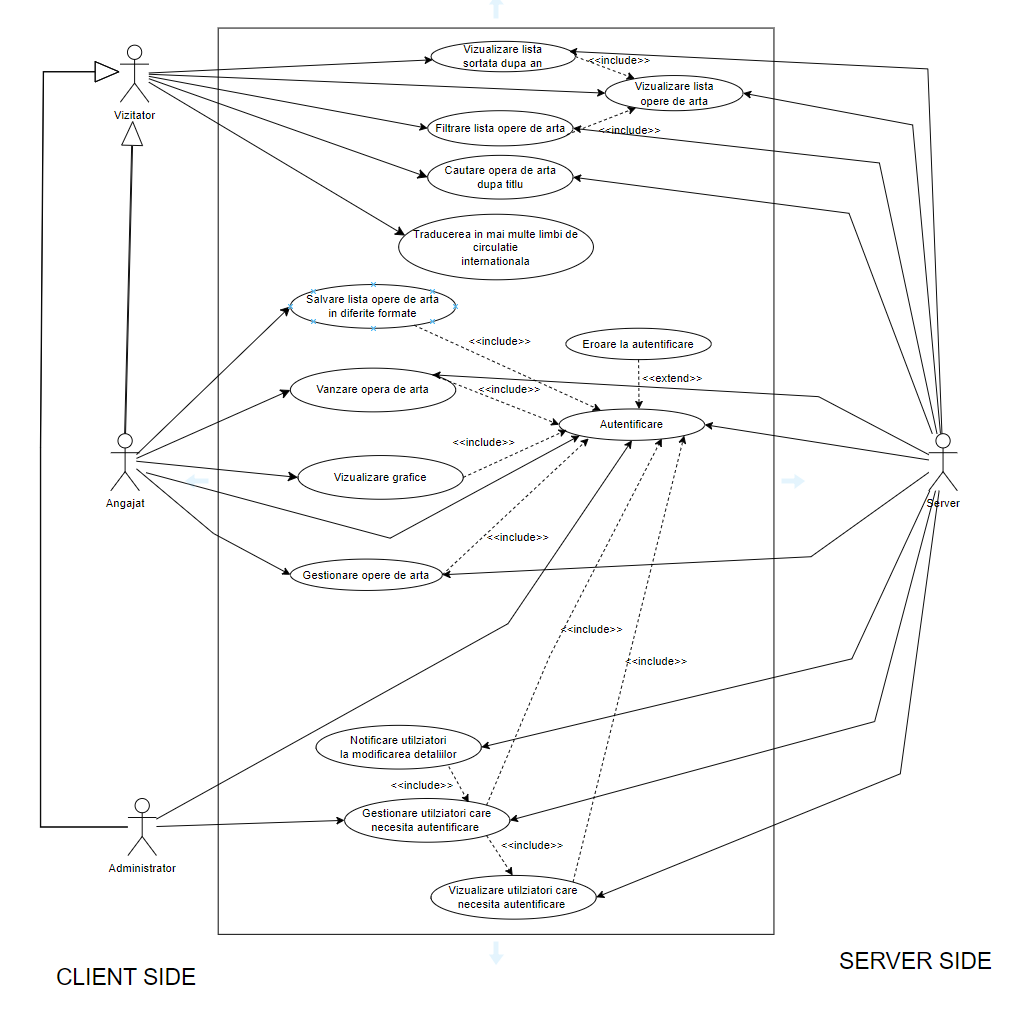 Vizualizare lista
sortata dupa an
<<include>>
Vizualizare lista
opere de arta
Vizitator
Filtrare lista opere de arta
<<include>>
Cautare opera de arta
dupa titlu
Traducerea in mai multe limbi de
circulatie
internationala
Salvare lista opere de arta
in diferite formate
<<include>>
Eroare la autentificare
<<extend>>
Vanzare opera de arta
<<include>>
Autentificare
<<include>>
Vizualizare grafice
Angajat
Server
<<include>>
Gestionare opere de arta
<<include>>
<<include>>
Notificare utilziatori
la modificarea detaliilor
<<include>>
Gestionare utilziatori care
necesita autentificare
<<include>>
Administrator
Vizualizare utilziatori care
necesita autentificare
CLIENT SIDE
SERVER SIDE